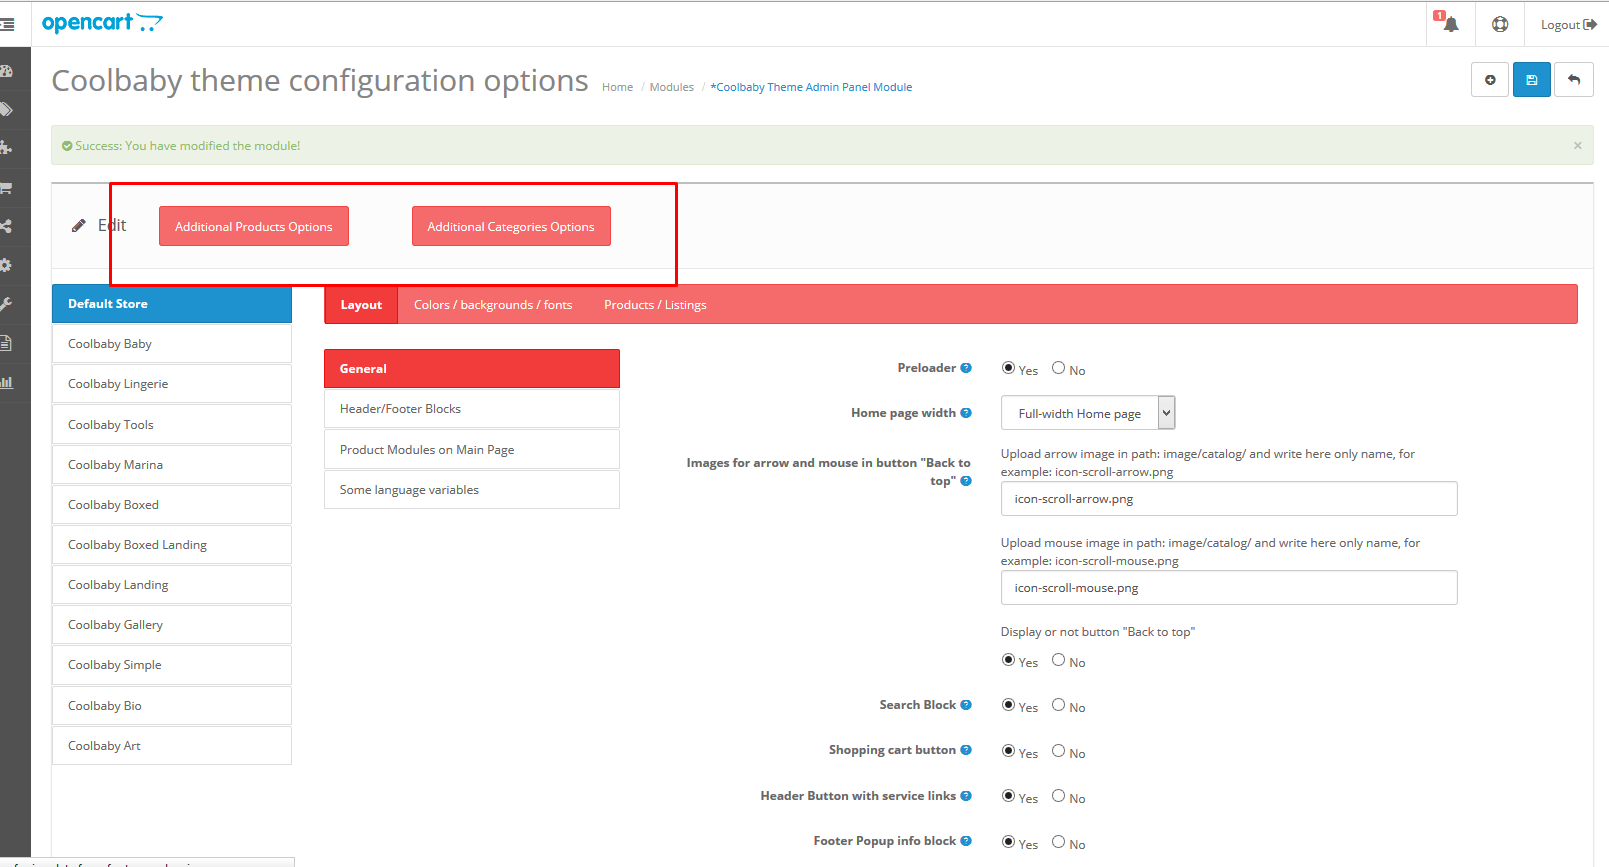 opencart
1
Logout
Coolbaby theme configuration options
Home / Modules / *Coolbaby Theme Admin Panel Module
Success: You have modified the module!
×
Edit
Additional Products Options
Additional Categories Options
Default Store
Coolbaby Baby
Coolbaby Lingerie
Coolbaby Tools
Coolbaby Marina
Coolbaby Boxed
Coolbaby Boxed Landing
Coolbaby Landing
Coolbaby Gallery
Coolbaby Simple
Coolbaby Bio
Coolbaby Art
Layout
Colors / backgrounds / fonts
Products / Listings
General
Header/Footer Blocks
Product Modules on Main Page
Some language variables
Preloader ?
Yes No
Home page width ?
Full-width Home page
Images for arrow and mouse in button "Back to
top" ?
Upload arrow image in path: image/catalog/ and write here only name, for
example: icon-scroll-arrow.png
icon-scroll-arrow.png
Upload mouse image in path: image/catalog/ and write here only name, for
example: icon-scroll-mouse.png
icon-scroll-mouse.png
Display or not button "Back to top"
Yes No
Search Block ?
Yes No
Shopping cart button ?
Yes No
Header Button with service links ?
Yes No
Footer Popup info block ?
Yes No